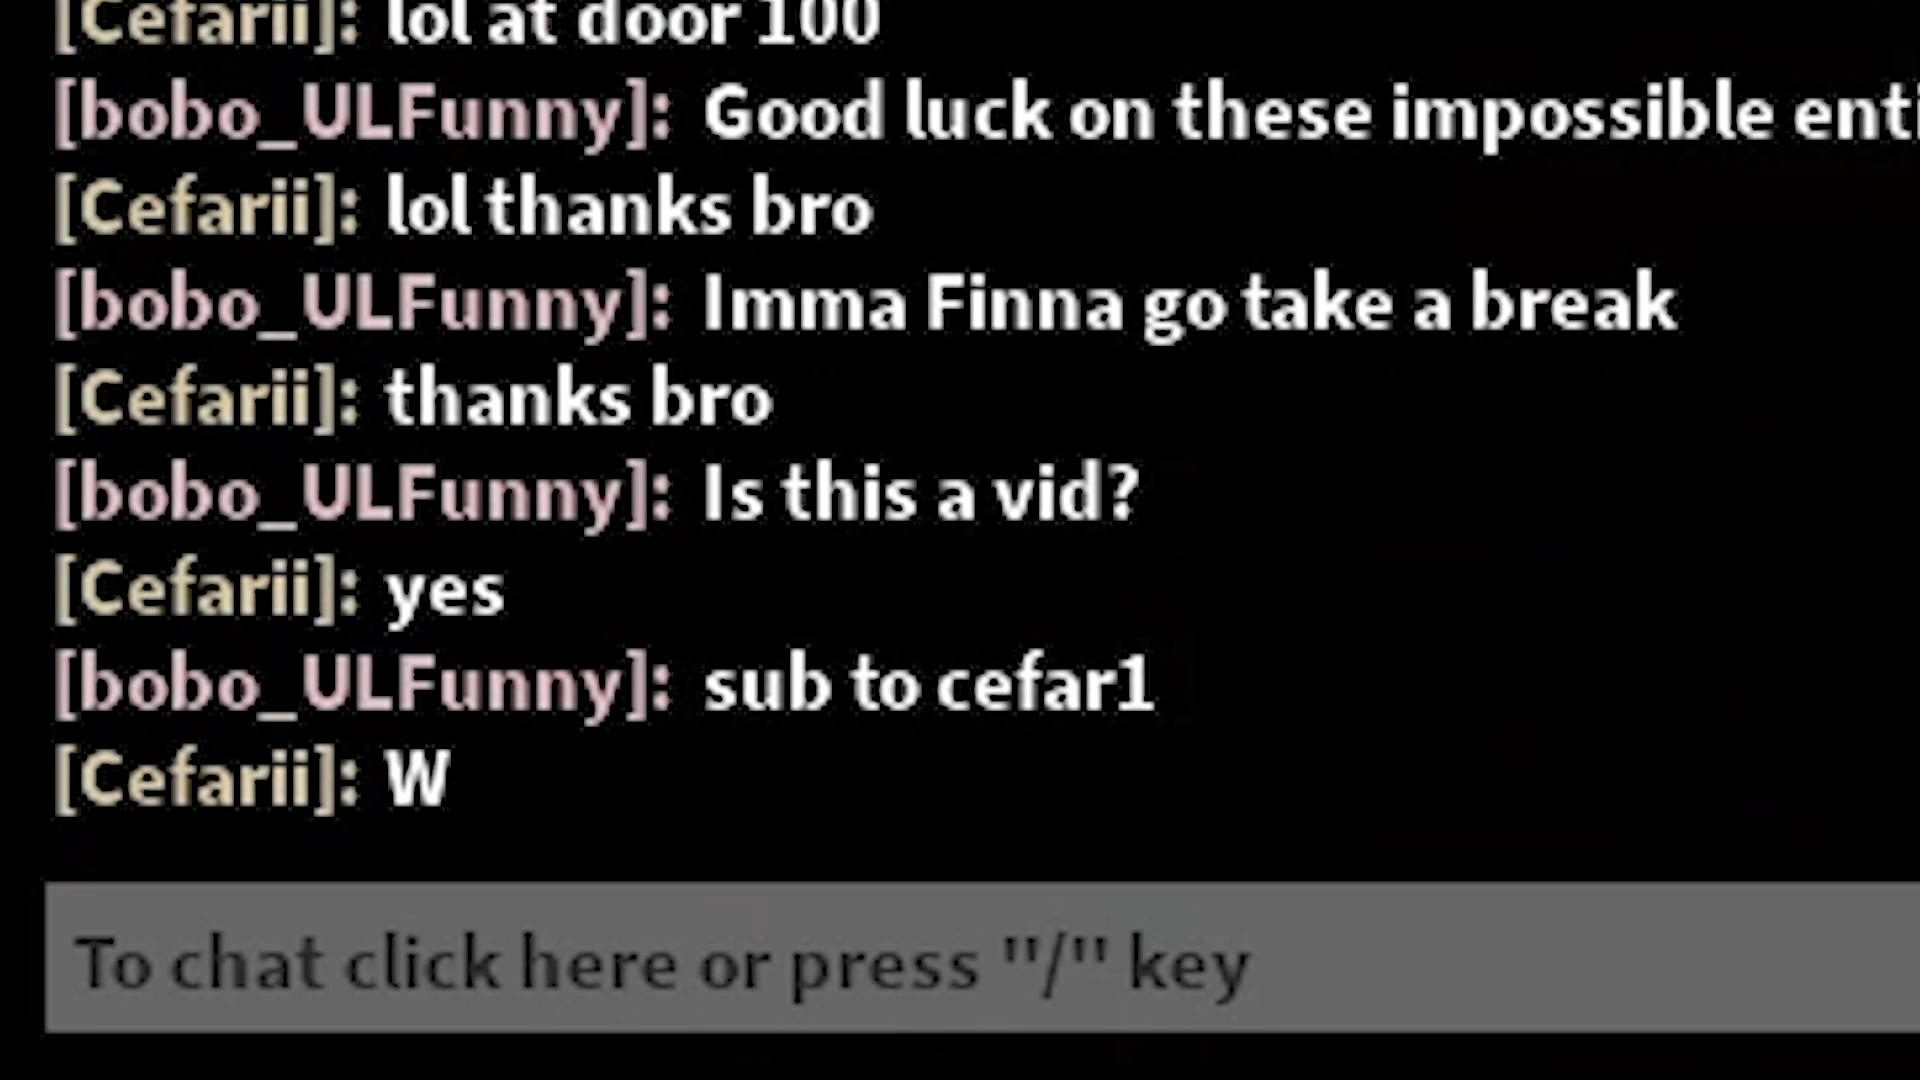 [Cefarii]: lol at door 100
[bobo_ULFunny]: Good luck on these impossible
[Cefarii]: lol thanks bro
[bobo_ULFunny]: Imma Finna go take a break
[Cefarii]: thanks bro
[bobo_ULFunny]: Is this a vid?
[Cefarii]: yes
[bobo_ULFunny]: sub to cefar1
[Cefarii]: W
To chat click here or press "/" key